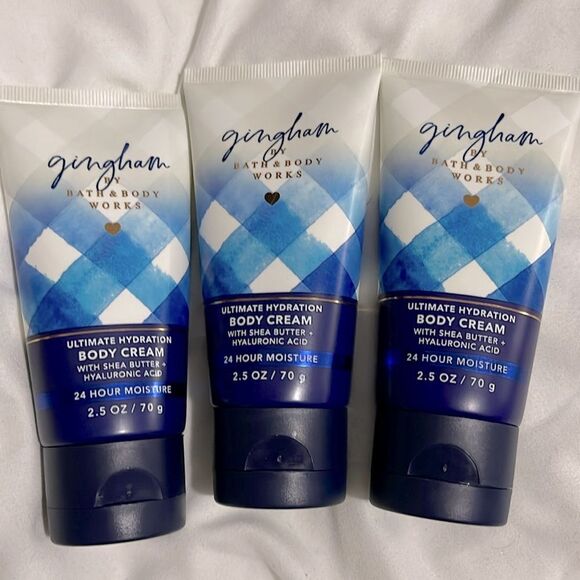 gingham
BY
BATH & BODY
WORKS
ULTIMATE HYDRATION
BODY CREAM
WITH SHEA BUTTER +
HYALURONIC ACID
24 HOUR MOISTURE
2.5 OZ / 70 g
gingham
BY
BATH & BODY
WORKS
ULTIMATE HYDRATION
BODY CREAM
WITH SHEA BUTTER +
HYALURONIC ACID
24 HOUR MOISTURE
2.5 OZ / 70 g
gingham
BY
BATH & BODY
WORKS
ULTIMATE HYDRATION
BODY CREAM
WITH SHEA BUTTER +
HYALURONIC ACID
24 HOUR MOISTURE
2.5 OZ / 70 g